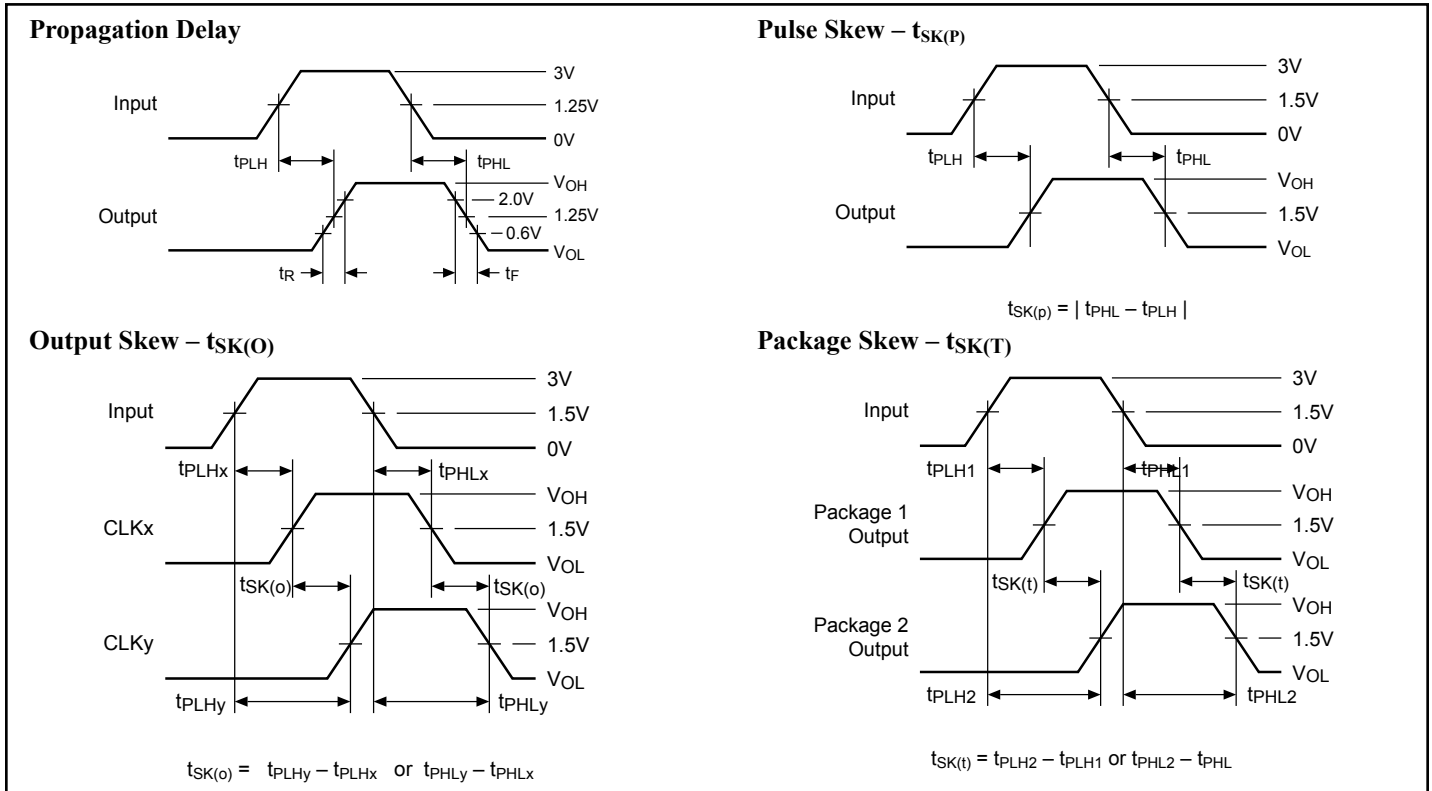 Propagation Delay
3V
Input
1.25V
0V
tPLH
tPHL
VOH
2.0V
Output
1.25V
0.6V
VOL
tR
tF
Pulse Skew – tSK(P)
3V
Input
1.5V
0V
tPLH
tPHL
VOH
Output
1.5V
VOL
tSK(p) = | tPHL – tPLH |
Output Skew – tSK(O)
3V
Input
1.5V
0V
tPLHx
tPHLx
VOH
CLKx
1.5V
VOL
tSK(o)
tSK(o)
VOH
CLKy
1.5V
VOL
tPLHy
tPHLy
tSK(o) = tPLHy – tPLHx or tPHLy – tPHLx
Package Skew – tSK(T)
3V
Input
1.5V
0V
tPLH1
tPHL1
VOH
Package 1
Output
1.5V
VOL
tSK(t)
tSK(t)
VOH
Package 2
Output
1.5V
VOL
tPLH2
tPHL2
tSK(t) = tPLH2 – tPLH1 or tPHL2 – tPHL